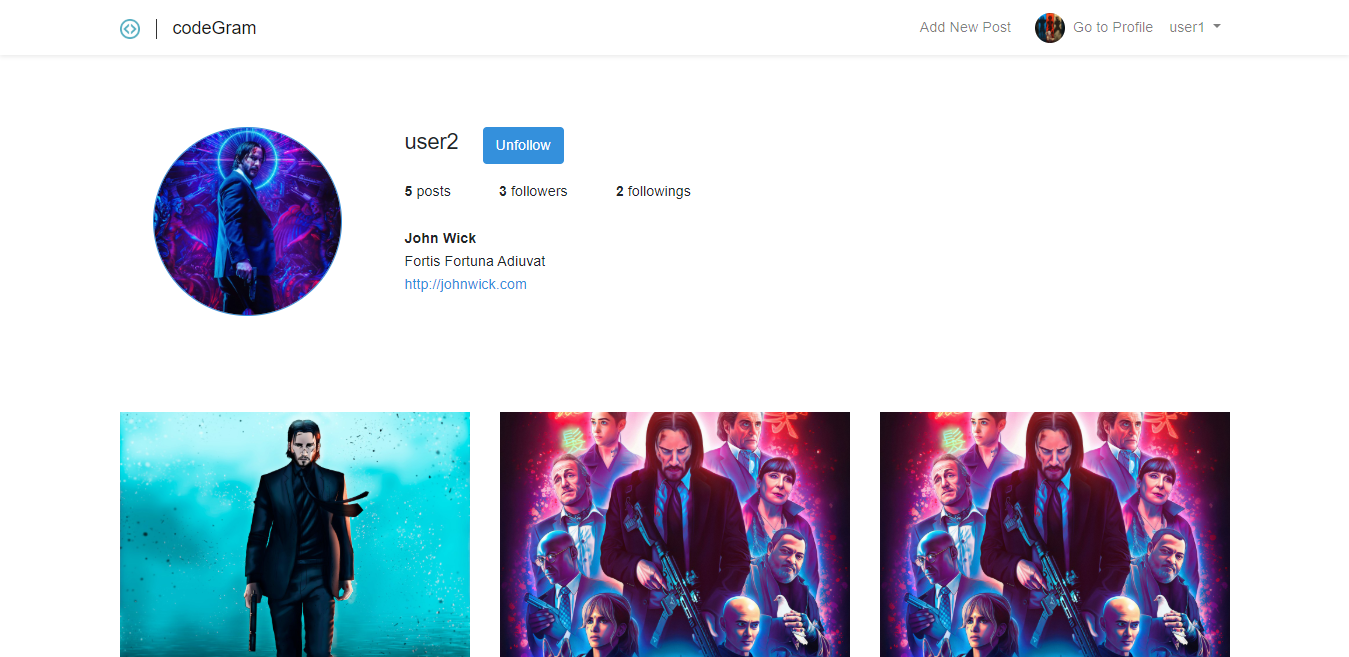 codeGram
Add New Post
Go to Profile
user1
user2
Unfollow
5 posts
3 followers
2 followings
John Wick
Fortis Fortuna Adiuvat
http://johnwick.com